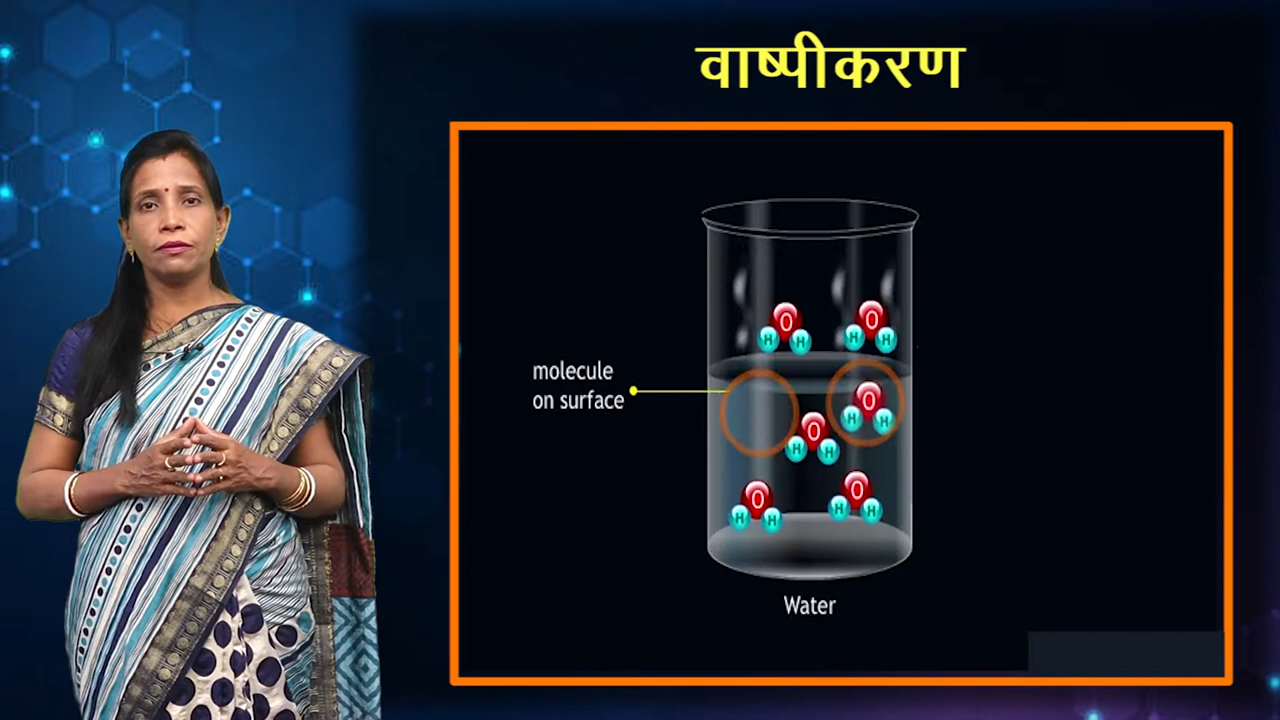 वाष्पीकरण
O
H H
O
H H
molecule
on surface
O
H H
O
H H
O
H H
O
H H
Water